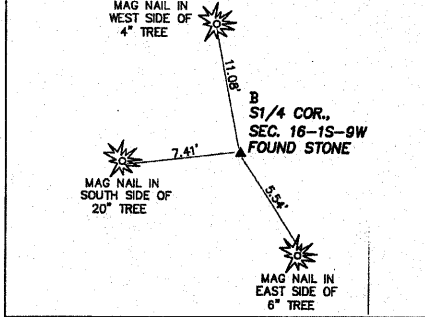 MAG NAIL IN
WEST SIDE OF
4" TREE
11.08'
B
S1/4 COR.,
SEC. 16-1S-9W
FOUND STONE
7.41'
MAG NAIL IN
SOUTH SIDE OF
20" TREE
5.54'
MAG NAIL IN
EAST SIDE OF
6" TREE